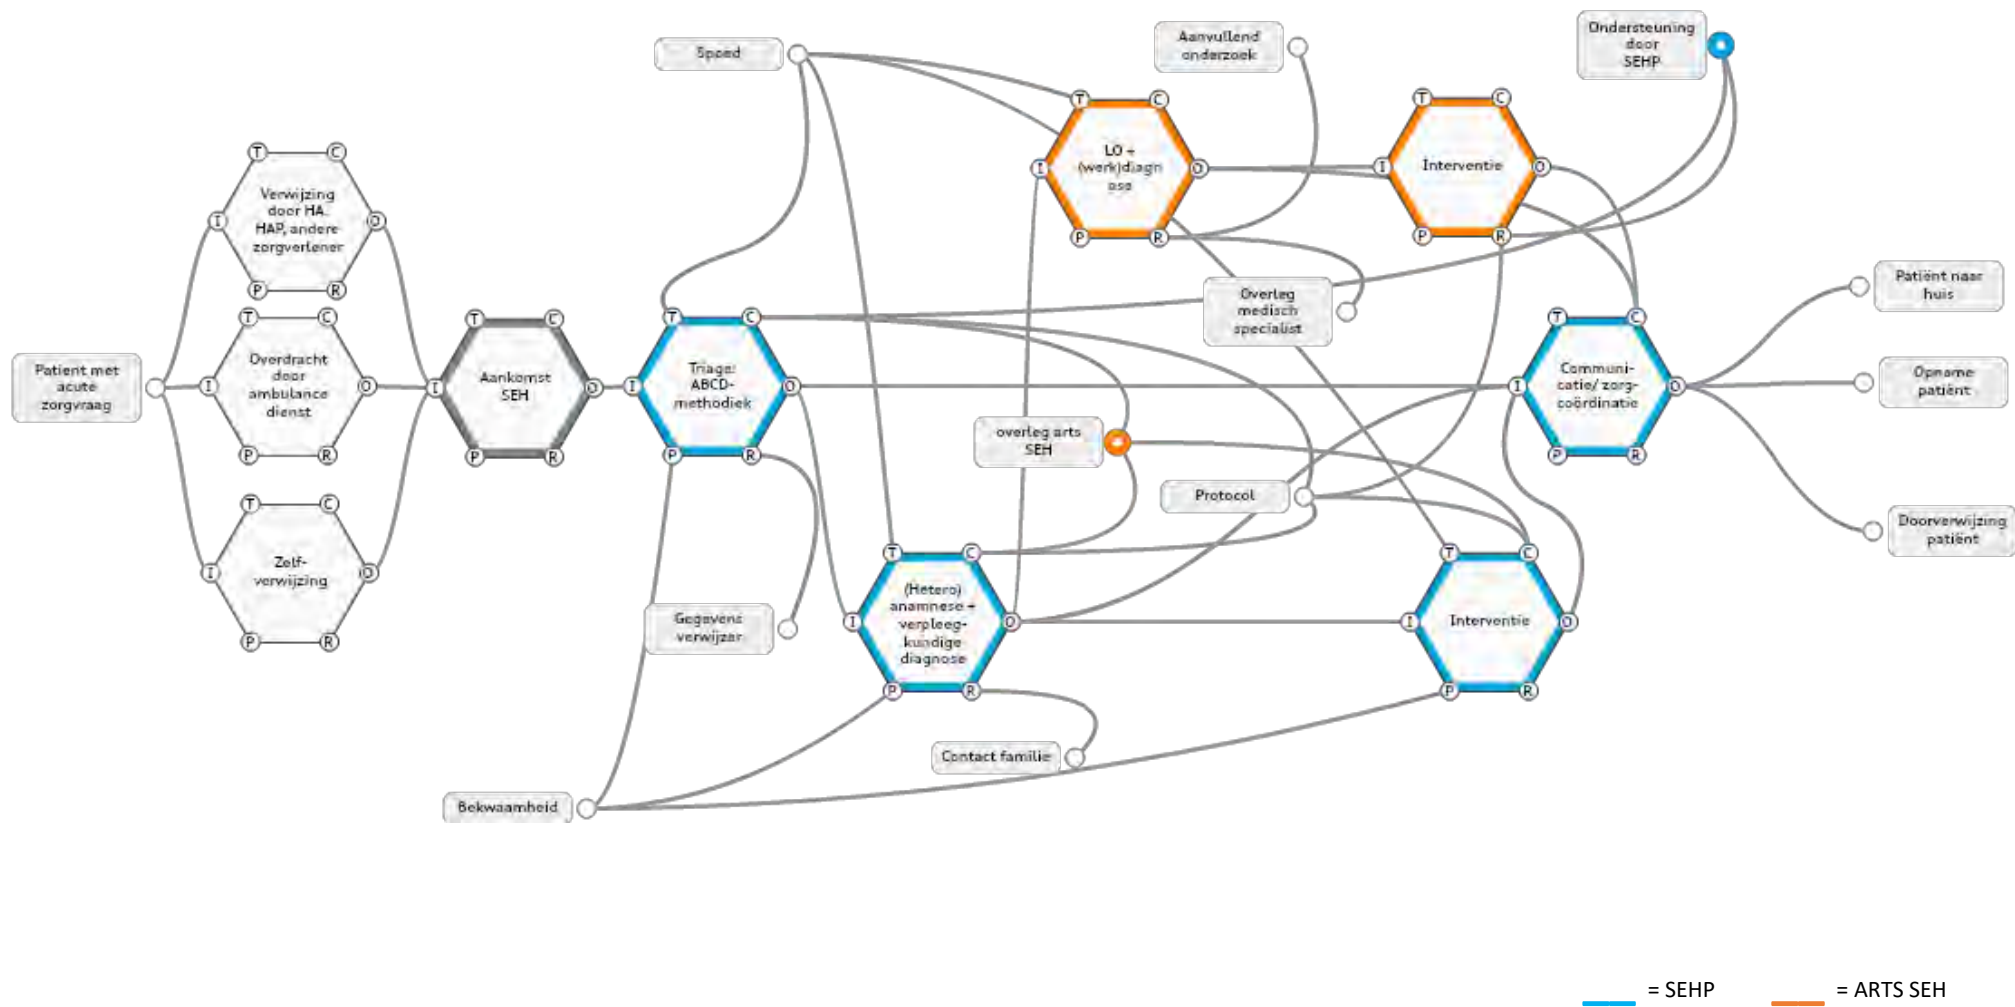 Spoed
Aanvullend
onderzoek
Ondersteuning
door
SEHP
T C
LO +
(werk)diagn
ose
I O
P R
T C
Interventie
I O
P R
T C
Verwijzing
door HA.
HAP, andere
zorgverlener
I O
P R
Patient met
acute
zorgvraag
T C
Overdracht
door
ambulance
dienst
I O
P R
T C
Zelf-
verwijzing
I O
P R
T C
Aankomst
SEH
I O
P R
T C
Triage:
ABCD-
methodiek
I O
P R
Overleg
medisch
specialist
overleg arts
SEH
Protocol
T C
Communi-
catie/ zorg-
coördinatie
I O
P R
Patiënt naar
huis
Opname
patiënt
Doorverwijzing
patiënt
Gegevens
verwijzer
T C
(Hetero)
anamnese +
verpleeg-
kundige
diagnose
I O
P R
T C
Interventie
I O
P R
Contact familie
Bekwaamheid
= SEHP
= ARTS SEH